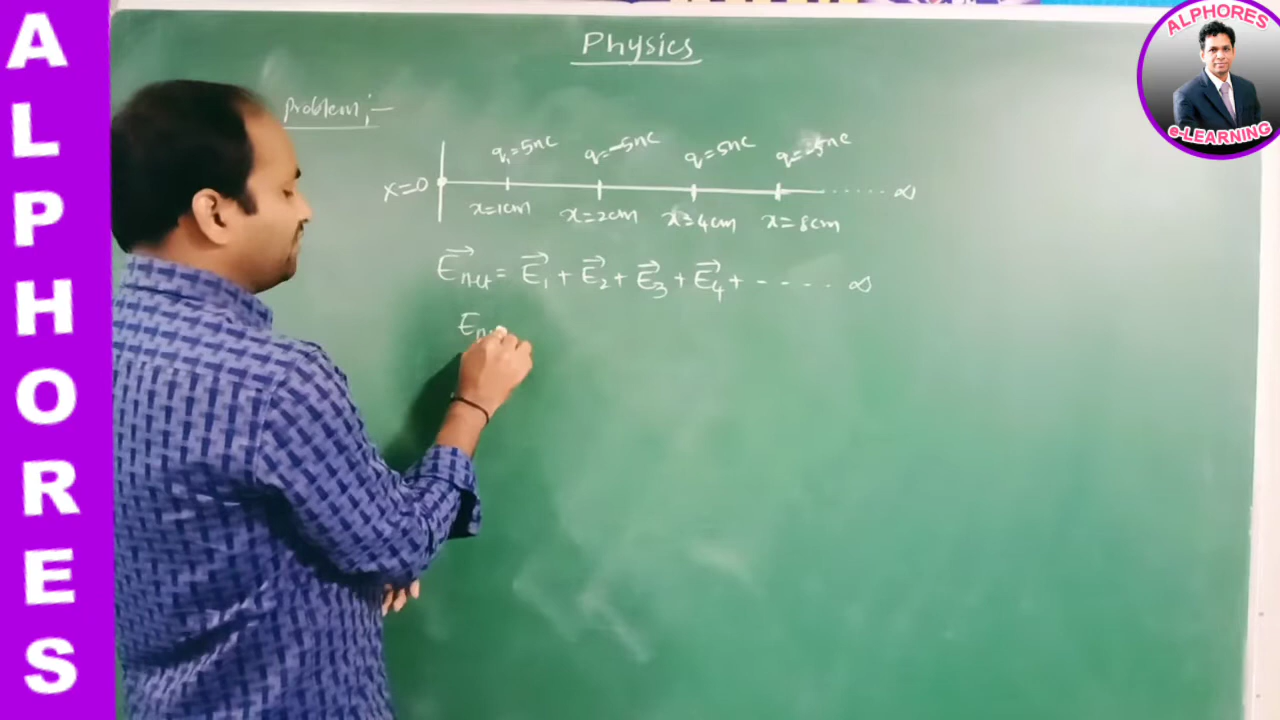 ALPHORES
Physics
Problem:-
q₁=5nc q=-5nc q=5nc q=-5nc
x=0 ...... ∞
x=1cm x=2cm x=4cm x=8cm
E⃗net = E⃗₁ + E⃗₂ + E⃗₃ + E⃗₄ + - - - - ∞
En
ALPHORES
e-LEARNING